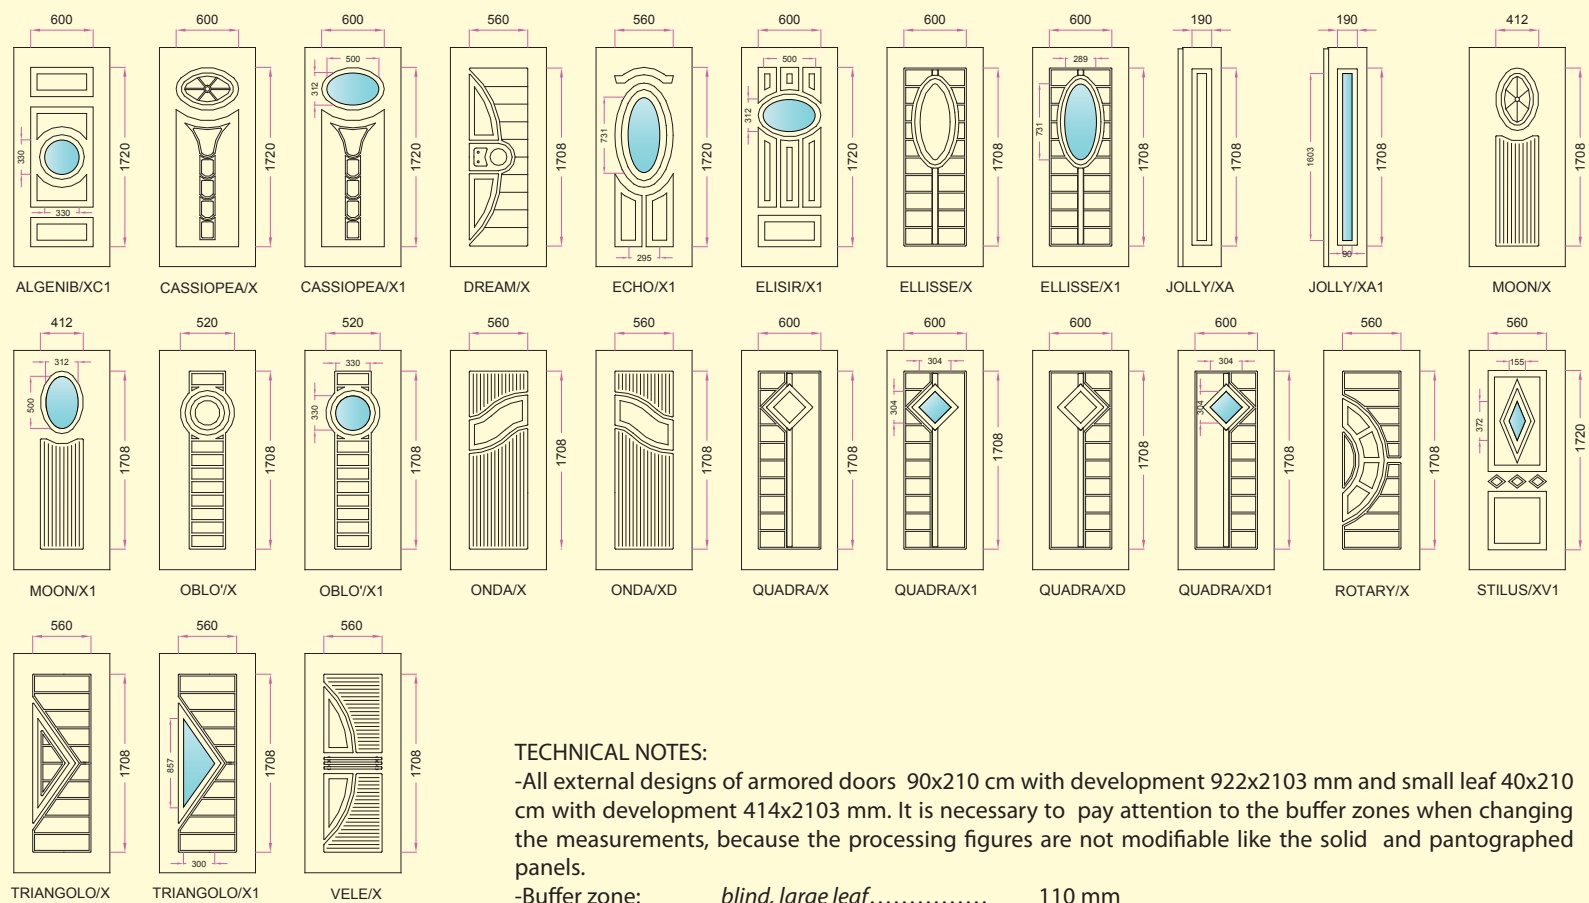 600 600 600 560 560 600 600 600 190 190 412
500 500 289
312 312
330 731 731
1720 1720 1720 1708 1720 1720 1708 1708 1708 1603 1708 1708
330 295 90
ALGENIB/XC1 CASSIOPEA/X CASSIOPEA/X1 DREAM/X ECHO/X1 ELISIR/X1 ELLISSE/X ELLISSE/X1 JOLLY/XA JOLLY/XA1 MOON/X
412 520 520 560 560 600 600 600 600 560 560
312 330 304 304 155
500 330 304 304 372
1708 1708 1708 1708 1708 1708 1708 1708 1708 1708 1720
MOON/X1 OBLO'/X OBLO'/X1 ONDA/X ONDA/XD QUADRA/X QUADRA/X1 QUADRA/XD QUADRA/XD1 ROTARY/X STILUS/XV1
560 560 560
1708 857 1708 1708
300
TRIANGOLO/X TRIANGOLO/X1 VELE/X
TECHNICAL NOTES:
-All external designs of armored doors 90x210 cm with development 922x2103 mm and small leaf 40x210
cm with development 414x2103 mm. It is necessary to pay attention to the buffer zones when changing
the measurements, because the processing figures are not modifiable like the solid and pantographed
panels.
-Buffer zone: blind, large leaf............... 110 mm